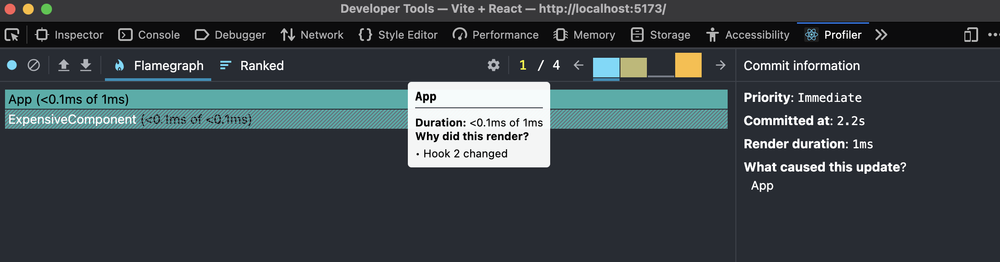 Developer Tools — Vite + React — http://localhost:5173/
Inspector Console Debugger Network Style Editor Performance Memory Storage Accessibility Profiler
Flamegraph Ranked 1 / 4
Commit information
App (<0.1ms of 1ms)
ExpensiveComponent (<0.1ms of <0.1ms)
App
Duration: <0.1ms of 1ms
Why did this render?
• Hook 2 changed
Priority: Immediate
Committed at: 2.2s
Render duration: 1ms
What caused this update?
App